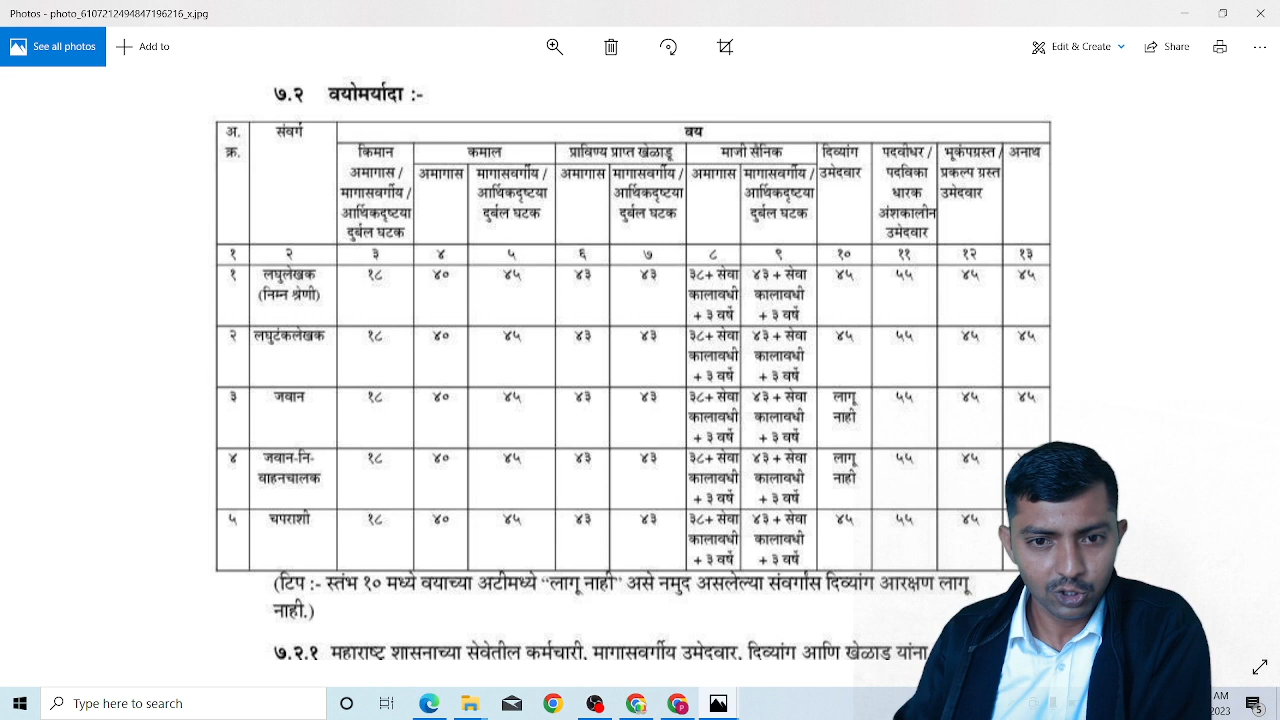 Photos - photo_6107212948471962615_x.jpg
See all photos
Add to
Edit & Create
Share
७.२ वयोमर्यादा :-
अ. क्र. संवर्ग वय
किमान अमागास / मागासवर्गीय / आर्थिकदृष्टया दुर्बल घटक कमाल प्राविण्य प्राप्त खेळाडू माजी सैनिक दिव्यांग उमेदवार पदवीधर / पदविका धारक अंशकालीन उमेदवार भूकंपग्रस्त / प्रकल्प ग्रस्त उमेदवार अनाथ
अमागास मागासवर्गीय / आर्थिकदृष्टया दुर्बल घटक अमागास मागासवर्गीय / आर्थिकदृष्टया दुर्बल घटक अमागास मागासवर्गीय / आर्थिकदृष्टया दुर्बल घटक
१ २ ३ ४ ५ ६ ७ ८ ९ १० ११ १२ १३
१ लघुलेखक (निम्न श्रेणी) १८ ४० ४५ ४३ ४३ ३८+ सेवा कालावधी + ३ वर्षे ४३ + सेवा कालावधी + ३ वर्षे ४५ ५५ ४५ ४५
२ लघुटंकलेखक १८ ४० ४५ ४३ ४३ ३८+ सेवा कालावधी + ३ वर्षे ४३ + सेवा कालावधी + ३ वर्षे ४५ ५५ ४५ ४५
३ जवान १८ ४० ४५ ४३ ४३ ३८+ सेवा कालावधी + ३ वर्षे ४३ + सेवा कालावधी + ३ वर्षे लागू नाही ५५ ४५ ४५
४ जवान-नि-वाहनचालक १८ ४० ४५ ४३ ४३ ३८+ सेवा कालावधी + ३ वर्षे ४३ + सेवा कालावधी + ३ वर्षे लागू नाही ५५ ४५
५ चपराशी १८ ४० ४५ ४३ ४३ ३८+ सेवा कालावधी + ३ वर्षे ४३ + सेवा कालावधी + ३ वर्षे ४५ ५५ ४५
(टिप :- स्तंभ १० मध्ये वयाच्या अटीमध्ये "लागू नाही" असे नमुद असलेल्या संवर्गांस दिव्यांग आरक्षण लागू
नाही.)
७.२.१ महाराष्ट्र शासनाच्या सेवेतील कर्मचारी, मागासवर्गीय उमेदवार, दिव्यांग आणि खेळाडू यांना
Type here to search
AM
2023
5